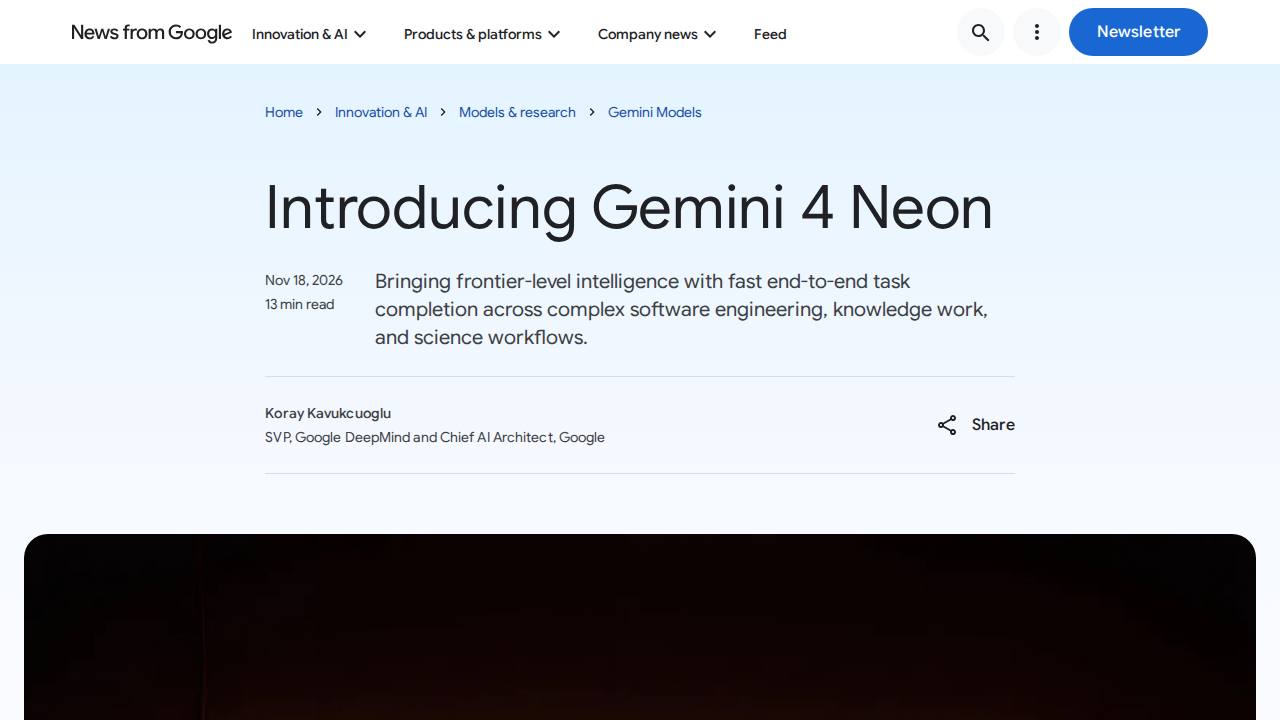 News from Google
Innovation & AI
Products & platforms
Company news
Feed
Newsletter
Home
Innovation & AI
Models & research
Gemini Models
Introducing Gemini 4 Neon
Nov 18, 2026
13 min read
Bringing frontier-level intelligence with fast end-to-end task
completion across complex software engineering, knowledge work,
and science workflows.
Koray Kavukcuoglu
SVP, Google DeepMind and Chief AI Architect, Google
Share